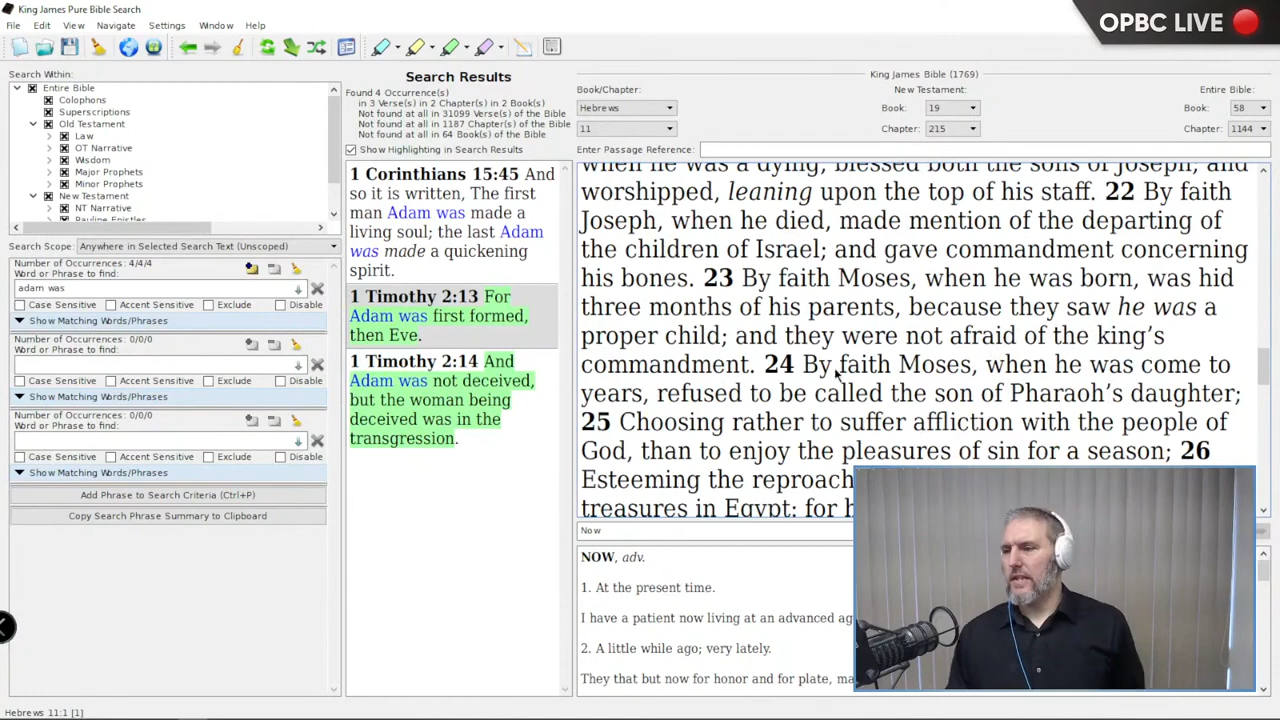 King James Pure Bible Search
OPBC LIVE
File Edit View Navigate Settings Window Help
Search Within:
Entire Bible
Colophons
Superscriptions
Old Testament
Law
OT Narrative
Wisdom
Major Prophets
Minor Prophets
New Testament
NT Narrative
Pauline Epistles
Search Scope: Anywhere in Selected Search Text (Unscoped)
Number of Occurrences: 4/4/4
Word or Phrase to find:
adam was
Case Sensitive Accent Sensitive Exclude Disable
Show Matching Words/Phrases
Number of Occurrences: 0/0/0
Word or Phrase to find:
Case Sensitive Accent Sensitive Exclude Disable
Show Matching Words/Phrases
Number of Occurrences: 0/0/0
Word or Phrase to find:
Case Sensitive Accent Sensitive Exclude Disable
Show Matching Words/Phrases
Add Phrase to Search Criteria (Ctrl+P)
Copy Search Phrase Summary to Clipboard
Search Results
Found 4 Occurrence(s)
in 3 Verse(s) in 2 Chapter(s) in 2 Book(s)
Not found at all in 31099 Verse(s) of the Bible
Not found at all in 1187 Chapter(s) of the Bible
Not found at all in 64 Book(s) of the Bible
Show Highlighting in Search Results
1 Corinthians 15:45 And
so it is written, The first
man Adam was made a
living soul; the last Adam
was made a quickening
spirit.
1 Timothy 2:13 For
Adam was first formed,
then Eve.
1 Timothy 2:14 And
Adam was not deceived,
but the woman being
deceived was in the
transgression.
King James Bible (1769)
Book/Chapter: New Testament: Entire Bible:
Hebrews Book: 19 Book: 58
11 Chapter: 215 Chapter: 1144
Enter Passage Reference:
when he was a dying, blessed both the sons of Joseph; and
worshipped, leaning upon the top of his staff. 22 By faith
Joseph, when he died, made mention of the departing of
the children of Israel; and gave commandment concerning
his bones. 23 By faith Moses, when he was born, was hid
three months of his parents, because they saw he was a
proper child; and they were not afraid of the king’s
commandment. 24 By faith Moses, when he was come to
years, refused to be called the son of Pharaoh’s daughter;
25 Choosing rather to suffer affliction with the people of
God, than to enjoy the pleasures of sin for a season; 26
Esteeming the reproach
treasures in Egypt: for
Now
NOW, adv.
1. At the present time.
I have a patient now living at an advanced
2. A little while ago; very lately.
They that but now for honor and for plate,
Hebrews 11:1 [1]